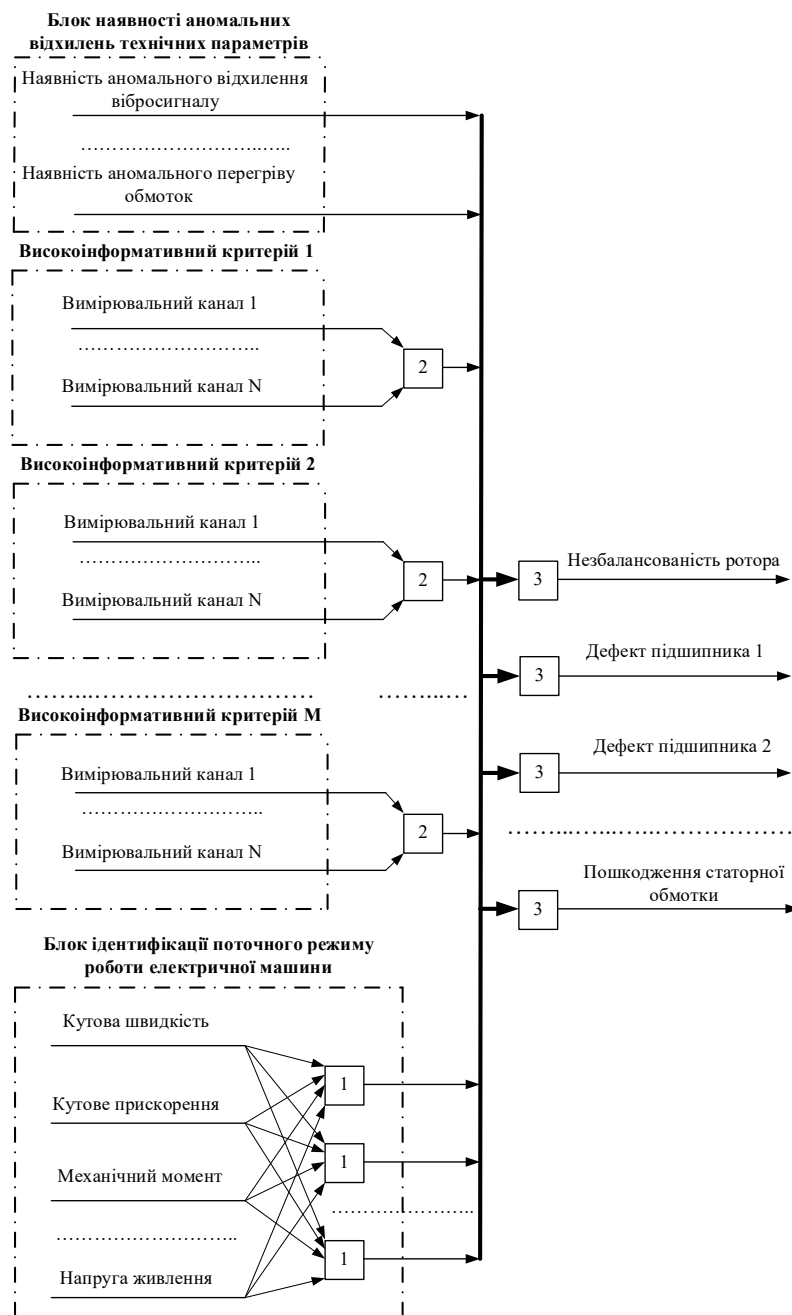 Блок наявності аномальних
відхилень технічних параметрів
Наявність аномального відхилення
вібросигналу
……………………….…..
Наявність аномального перегріву
обмоток
Високоінформативний критерій 1
Вимірювальний канал 1
……………………..
Вимірювальний канал N
2
Високоінформативний критерій 2
Вимірювальний канал 1
……………………..
Вимірювальний канал N
2
3
Незбалансованість ротора
3
Дефект підшипника 1
……...……………………………
……...…
Високоінформативний критерій М
Вимірювальний канал 1
……………………..
Вимірювальний канал N
2
3
Дефект підшипника 2
……...…...…...………………
3
Пошкодження статорної
обмотки
Блок ідентифікації поточного режиму
роботи електричної машини
Кутова швидкість
1
Кутове прискорення
1
Механічний момент
…………………
………………………..
1
Напруга живлення